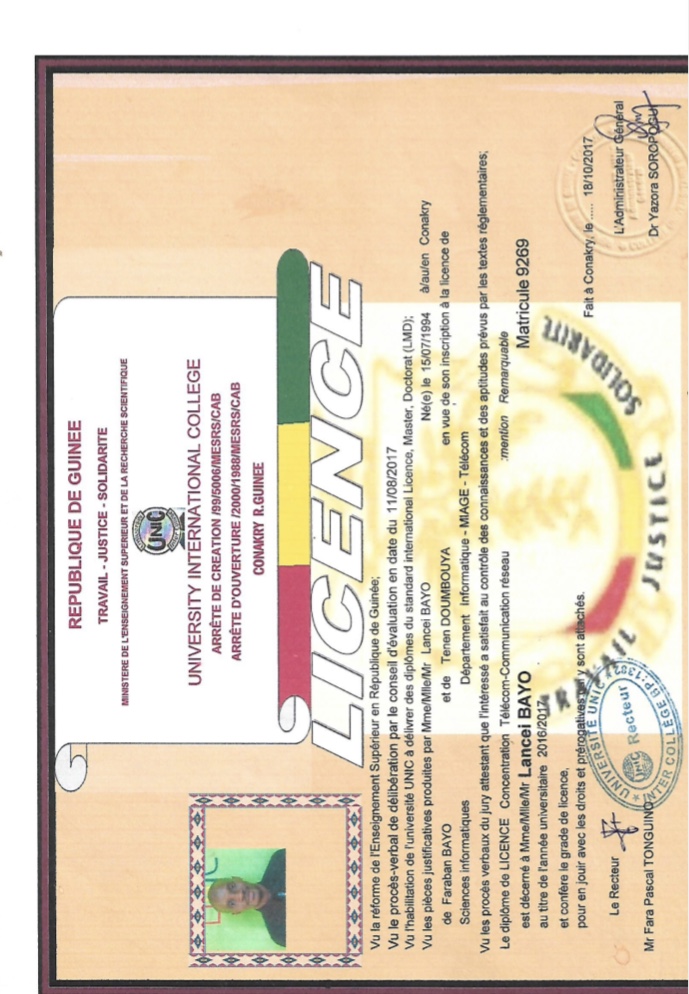 REPUBLIQUE DE GUINEE
TRAVAIL - JUSTICE - SOLIDARITE
MINISTERE DE L'ENSEIGNEMENT SUPERIEUR ET DE LA RECHERCHE SCIENTIFIQUE
UNIC
UNIVERSITY INTERNATIONAL COLLEGE
ARRÊTE DE CREATION /99/5006/MESRS/CAB
ARRÊTE D'OUVERTURE /2000/1988/MESRS/CAB
CONAKRY R.GUINEE
LICENCE
Vu la réforme de l'Enseignement Supérieur en République de Guinée;
Vu le procès-verbal de délibération par le conseil d'évaluation en date du 11/08/2017
Vu l'habilitation de l'université UNIC à délivrer des diplômes du standard international Licence, Master, Doctorat (LMD);
Vu les pièces justificatives produites par Mme/Mlle/Mr Lancei BAYO Né(e) le 15/07/1994 à/au/en Conakry
de Faraban BAYO et de Tenen DOUMBOUYA en vue de son inscription à la licence de
Sciences informatiques Département Informatique - MIAGE - Télécom
Vu les procès verbaux du jury attestant que l'intéressé a satisfait au contrôle des connaissances et des aptitudes prévus par les textes réglementaires;
Le diplôme de LICENCE Concentration Télécom-Communication réseau :mention Remarquable
est décerné à Mme/Mlle/Mr Lancei BAYO Matricule 9269
au titre de l'année universitaire 2016/2017
et confère le grade de licence,
pour en jouir avec les droits et prérogatives qui y sont attachés.
Fait à Conakry, le ..... 18/10/2017
Le Recteur L'Administrateur Général
Mr Fara Pascal TONGUINO Dr Yazora SOROPOGUI
TRAVAIL JUSTICE SOLIDARITE
UNIVERSITÉ UNIC
UNIC Recteur
INTER COLLEGE BP:1382